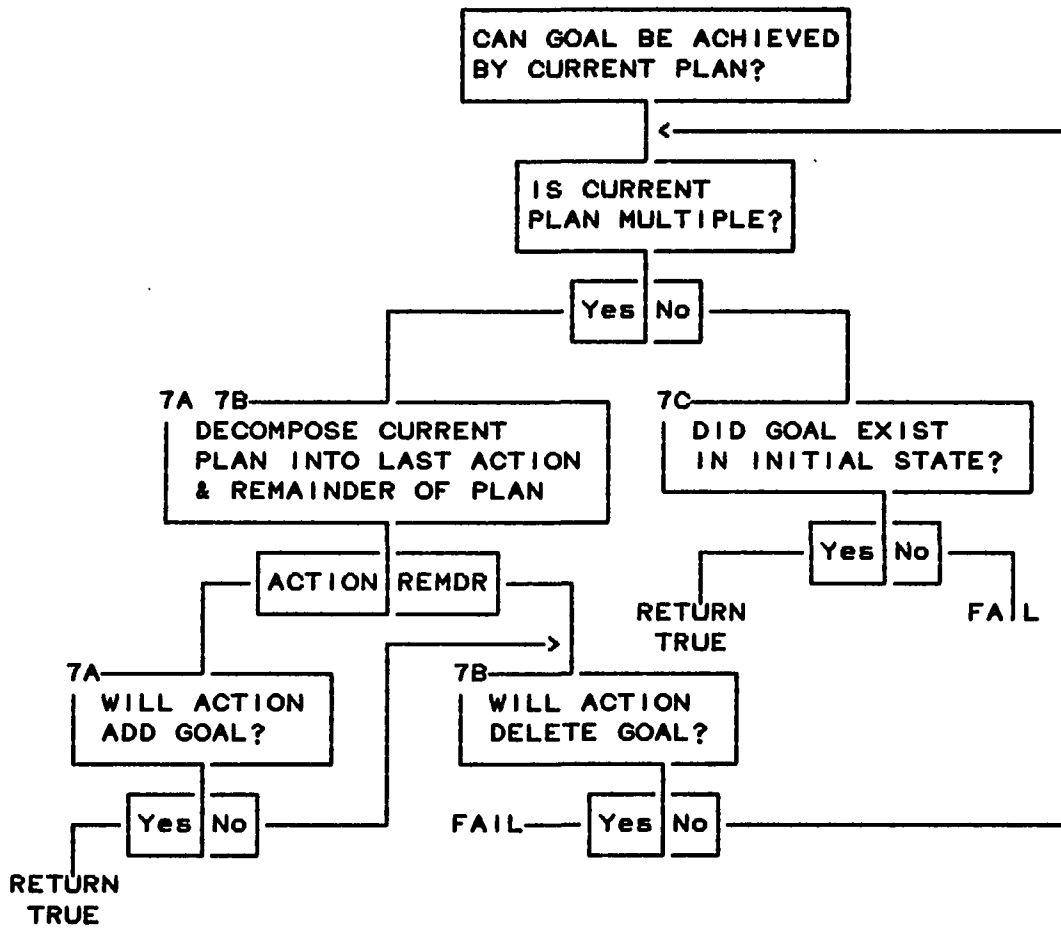 CAN GOAL BE ACHIEVED
BY CURRENT PLAN?
IS CURRENT
PLAN MULTIPLE?
Yes No
7A 7B
DECOMPOSE CURRENT
PLAN INTO LAST ACTION
& REMAINDER OF PLAN
7C
DID GOAL EXIST
IN INITIAL STATE?
Yes No
ACTION REMDR
RETURN
TRUE
FAIL
7A
WILL ACTION
ADD GOAL?
7B
WILL ACTION
DELETE GOAL?
Yes No
FAIL
Yes No
RETURN
TRUE